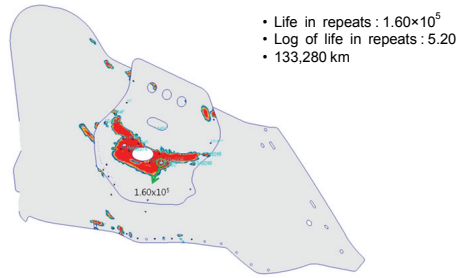 • Life in repeats : 1.60×10⁵
• Log of life in repeats : 5.20
• 133,280 km
1.60x10⁵